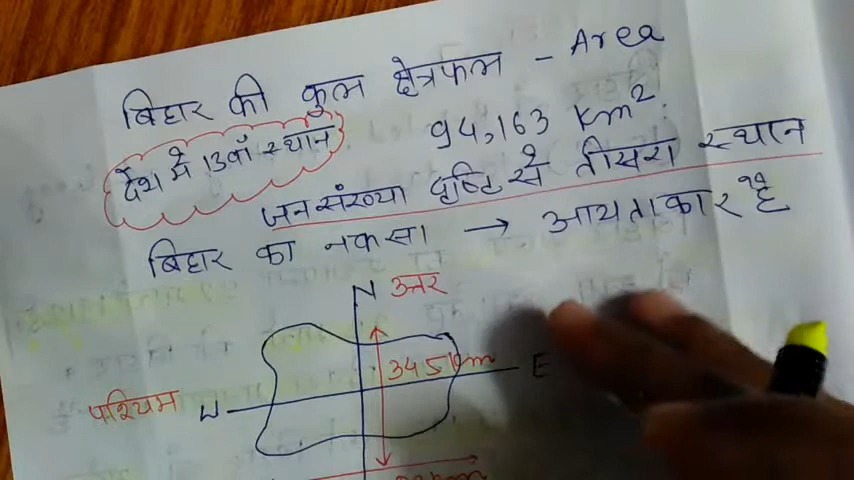 बिहार की कुल क्षेत्रफल - Area
94,163 Km².
देश में 13वाँ स्थान
जनसंख्या दृष्टि से तीसरा स्थान
बिहार का नकसा → आयताकार है
N उत्तर
345 km
पश्चिम W E